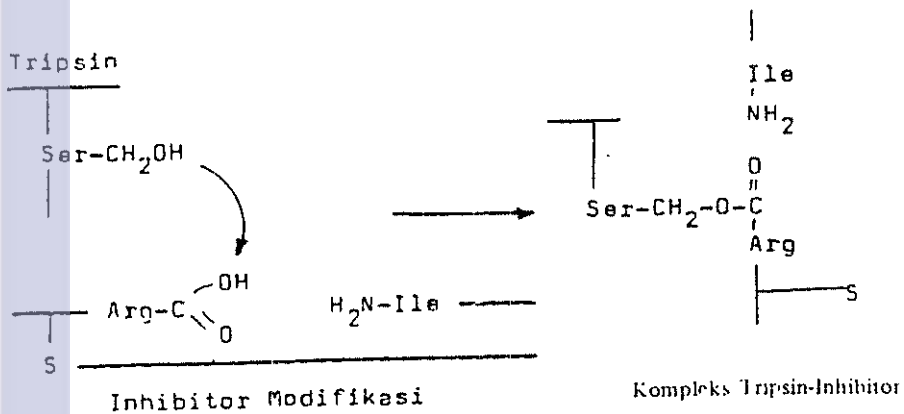 Tripsin
Ser-CH2OH
Arg-C
OH
O
H2N-Ile
S
Inhibitor Modifikasi
Ile
NH2
O
Ser-CH2-O-C
Arg
S
Kompleks Tripsin-Inhibitor